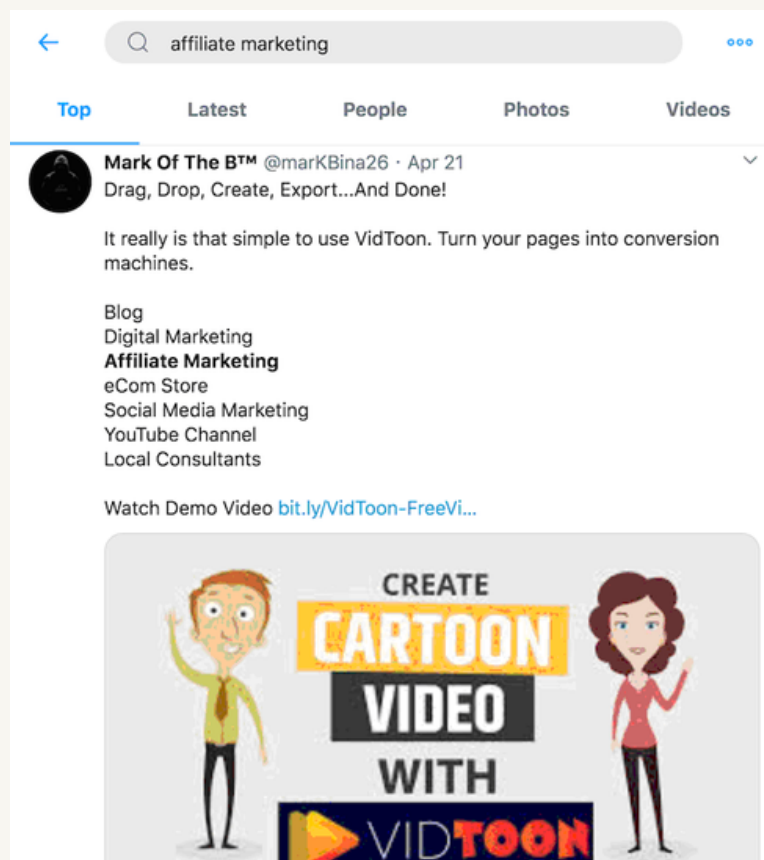 affiliate marketing
Top Latest People Photos Videos
Mark Of The B™ @marKBina26 · Apr 21
Drag, Drop, Create, Export...And Done!
It really is that simple to use VidToon. Turn your pages into conversion
machines.
Blog
Digital Marketing
Affiliate Marketing
eCom Store
Social Media Marketing
YouTube Channel
Local Consultants
Watch Demo Video bit.ly/VidToon-FreeVi...
CREATE
CARTOON
VIDEO
WITH
VIDTOON